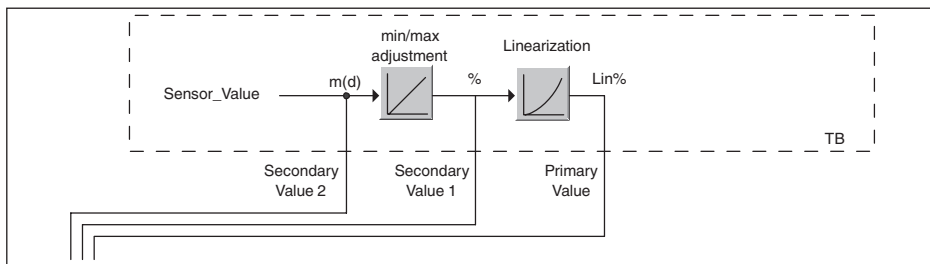 min/max
adjustment
Linearization
Sensor_Value
m(d)
%
Lin%
TB
Secondary
Value 2
Secondary
Value 1
Primary
Value